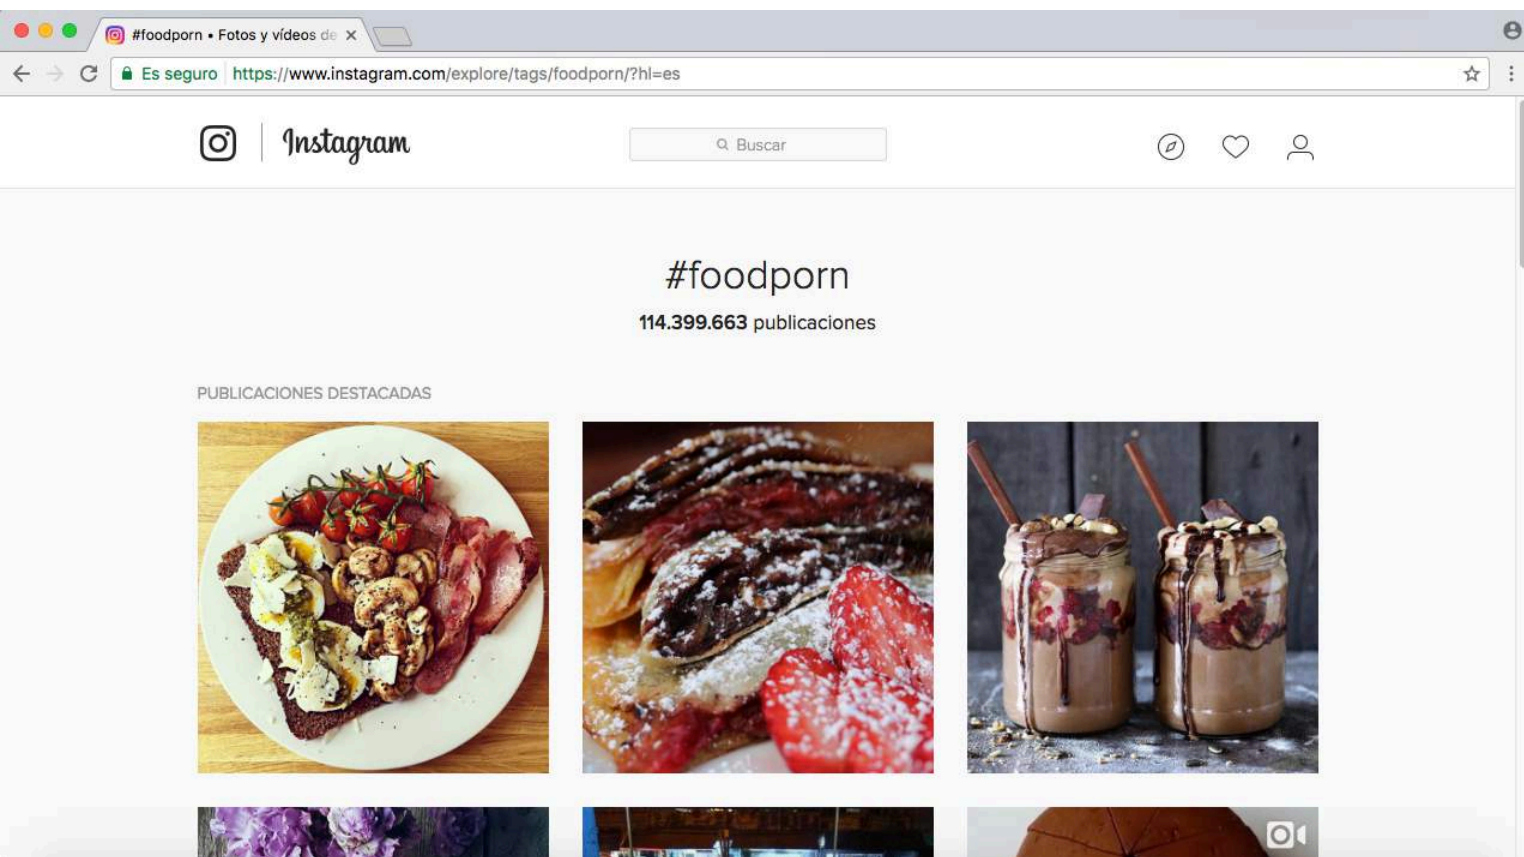 #foodporn • Fotos y vídeos de
Es seguro https://www.instagram.com/explore/tags/foodporn/?hl=es
Instagram
Buscar
#foodporn
114.399.663 publicaciones
PUBLICACIONES DESTACADAS